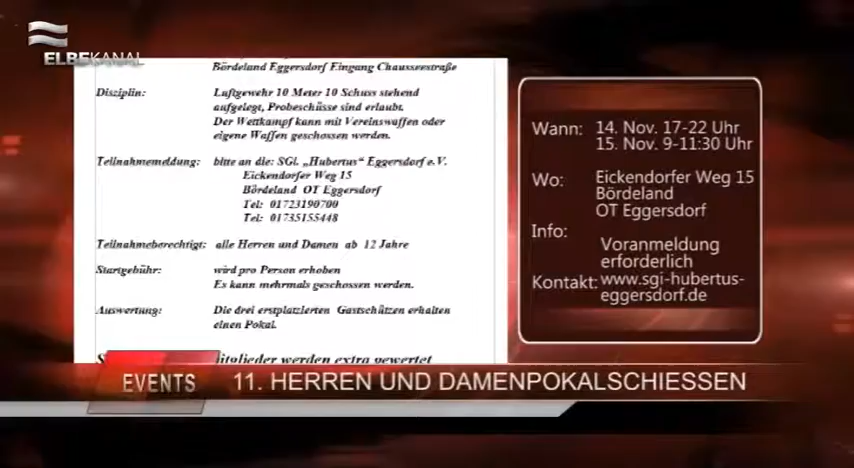 ELBEKANAL
Bördeland Eggersdorf Eingang Chausseestraße
Disziplin: Luftgewehr 10 Meter 10 Schuss stehend
aufgelegt, Probeschüsse sind erlaubt.
Der Wettkampf kann mit Vereinswaffen oder
eigene Waffen geschossen werden.
Teilnahmemeldung: bitte an die: SGi. „Hubertus“ Eggersdorf e.V.
Eickendorfer Weg 15
Bördeland OT Eggersdorf
Tel: 01723190700
Tel: 01735155448
Teilnahmeberechtigt: alle Herren und Damen ab 12 Jahre
Startgebühr: wird pro Person erhoben
Es kann mehrmals geschossen werden.
Auswertung: Die drei erstplatzierten Gastschützen erhalten
einen Pokal.
werden extra gewertet
Wann: 14. Nov. 17-22 Uhr
15. Nov. 9-11:30 Uhr
Wo: Eickendorfer Weg 15
Bördeland
OT Eggersdorf
Info:
Voranmeldung
erforderlich
Kontakt: www.sgi-hubertus-
eggersdorf.de
EVENTS 11. HERREN UND DAMENPOKALSCHIESSEN